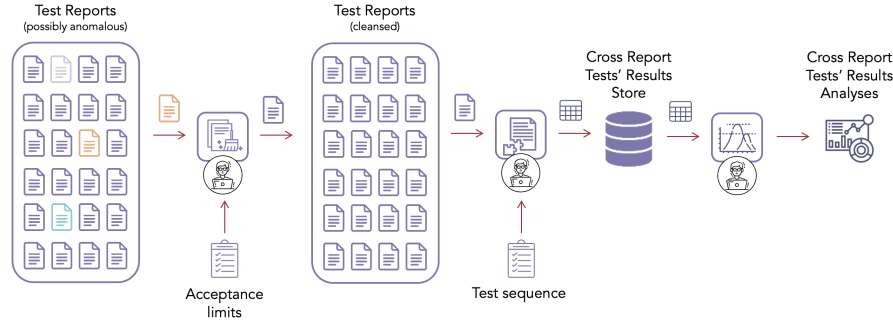 Test Reports
(possibly anomalous)
Test Reports
(cleansed)
Cross Report
Tests' Results
Store
Cross Report
Tests' Results
Analyses
Acceptance
limits
Test sequence